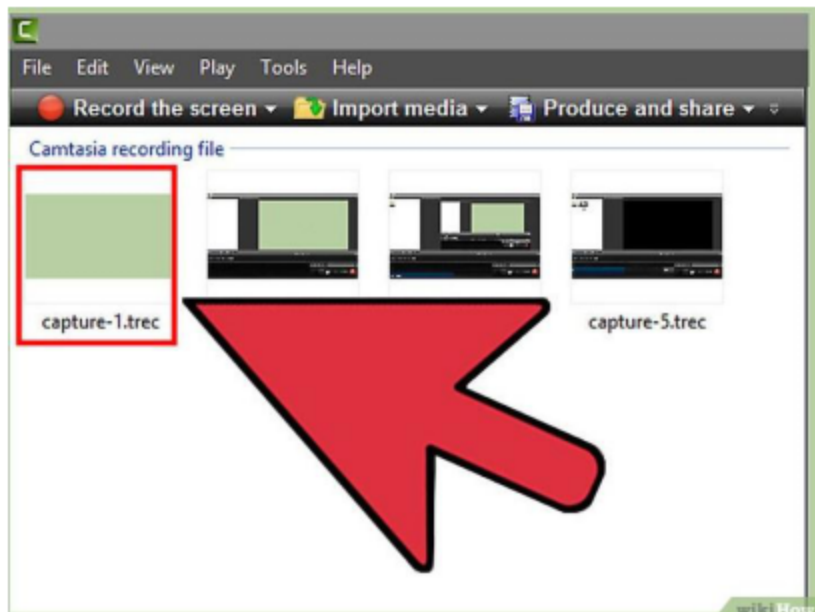 File Edit View Play Tools Help
Record the screen Import media Produce and share
Camtasia recording file
capture-1.trec capture-5.trec
wikiHow